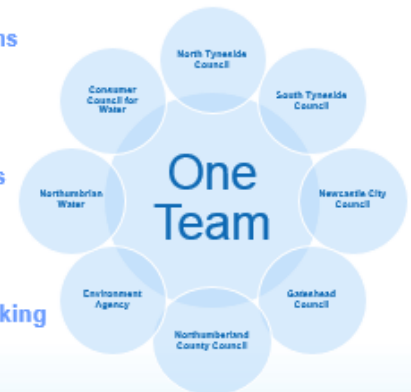 ns
North Tyneside
Council
Consumer
Council for
Water
South Tyneside
Council
s
One
Team
Northumbrian
Water
Newcastle City
Council
Environment
Agency
Gateshead
Council
king
Northumberland
County Council